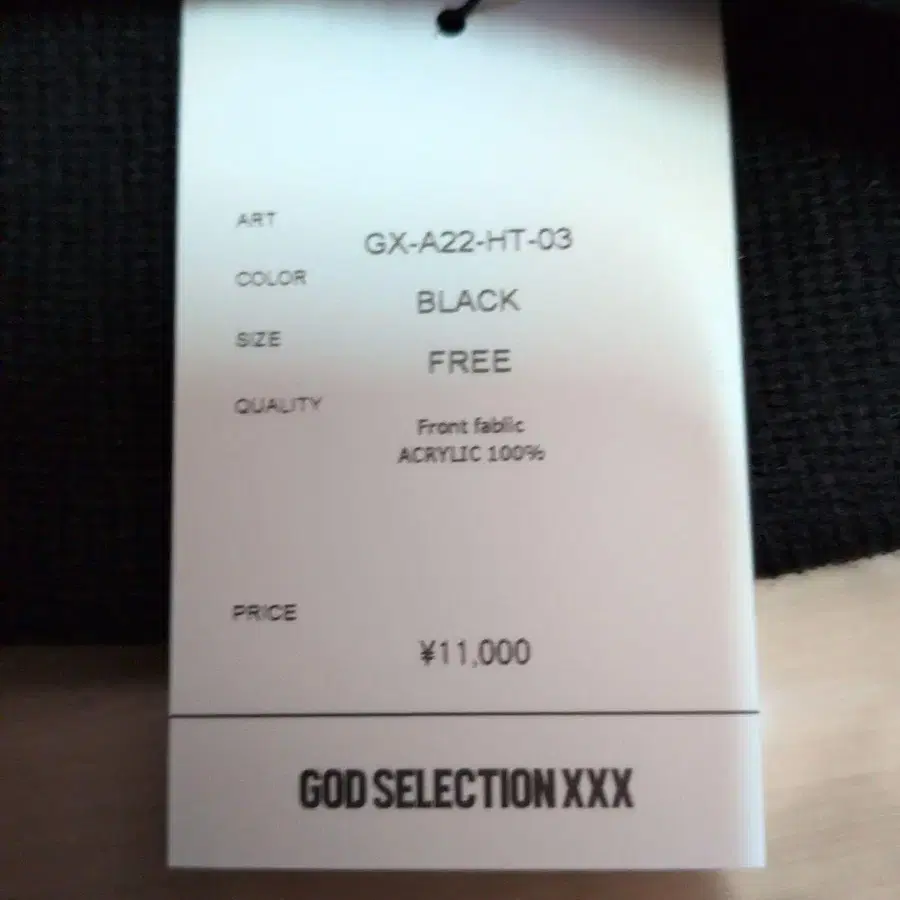 ART
GX-A22-HT-03
COLOR
BLACK
SIZE
FREE
QUALITY
Front fablic
ACRYLIC 100%
PRICE
¥11,000
GOD SELECTION XXX